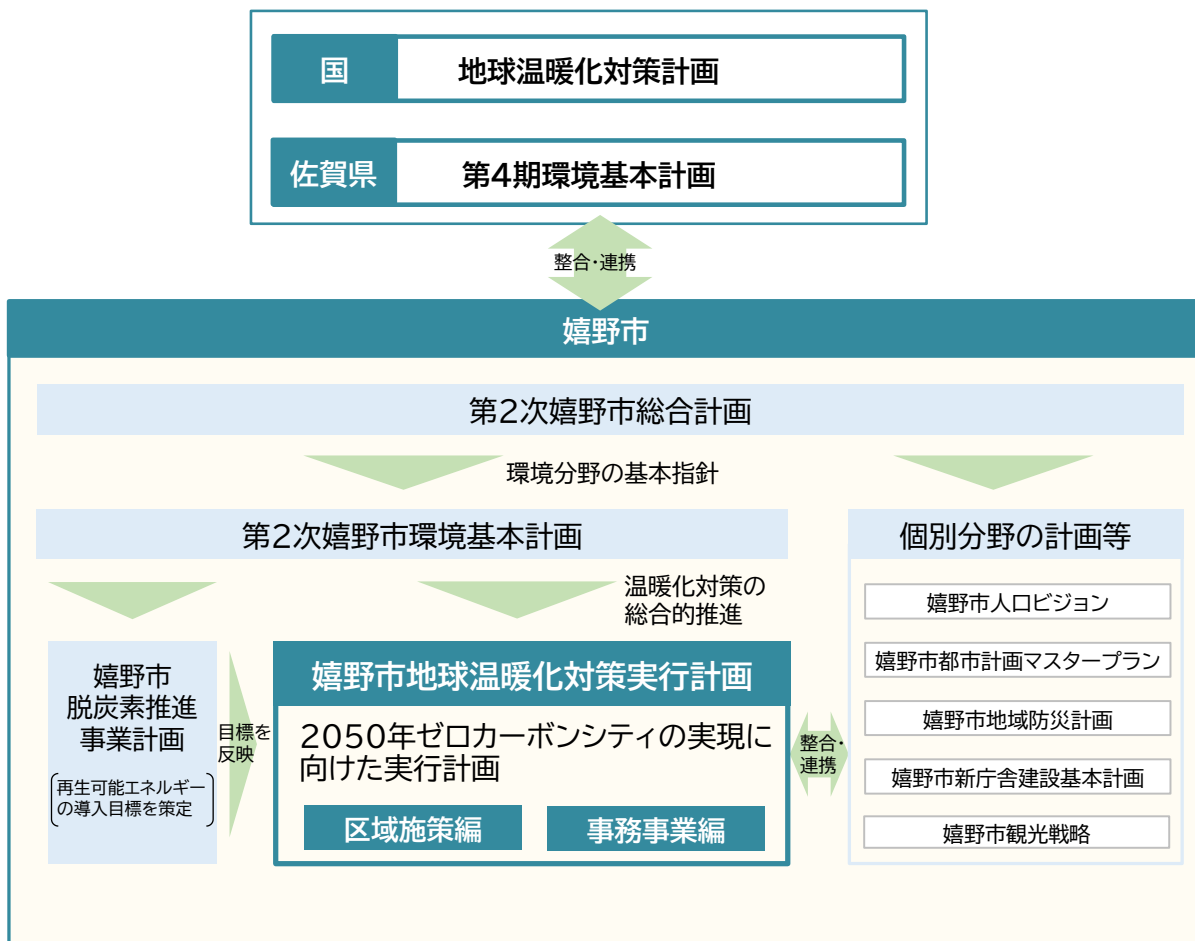 国
地球温暖化対策計画
佐賀県
第4期環境基本計画
整合・連携
嬉野市
第2次嬉野市総合計画
環境分野の基本指針
第2次嬉野市環境基本計画
温暖化対策の
総合的推進
嬉野市
脱炭素推進
事業計画
再生可能エネルギー
の導入目標を策定
目標を
反映
嬉野市地球温暖化対策実行計画
2050年ゼロカーボンシティの実現に
向けた実行計画
区域施策編
事務事業編
整合・
連携
個別分野の計画等
嬉野市人口ビジョン
嬉野市都市計画マスタープラン
嬉野市地域防災計画
嬉野市新庁舎建設基本計画
嬉野市観光戦略